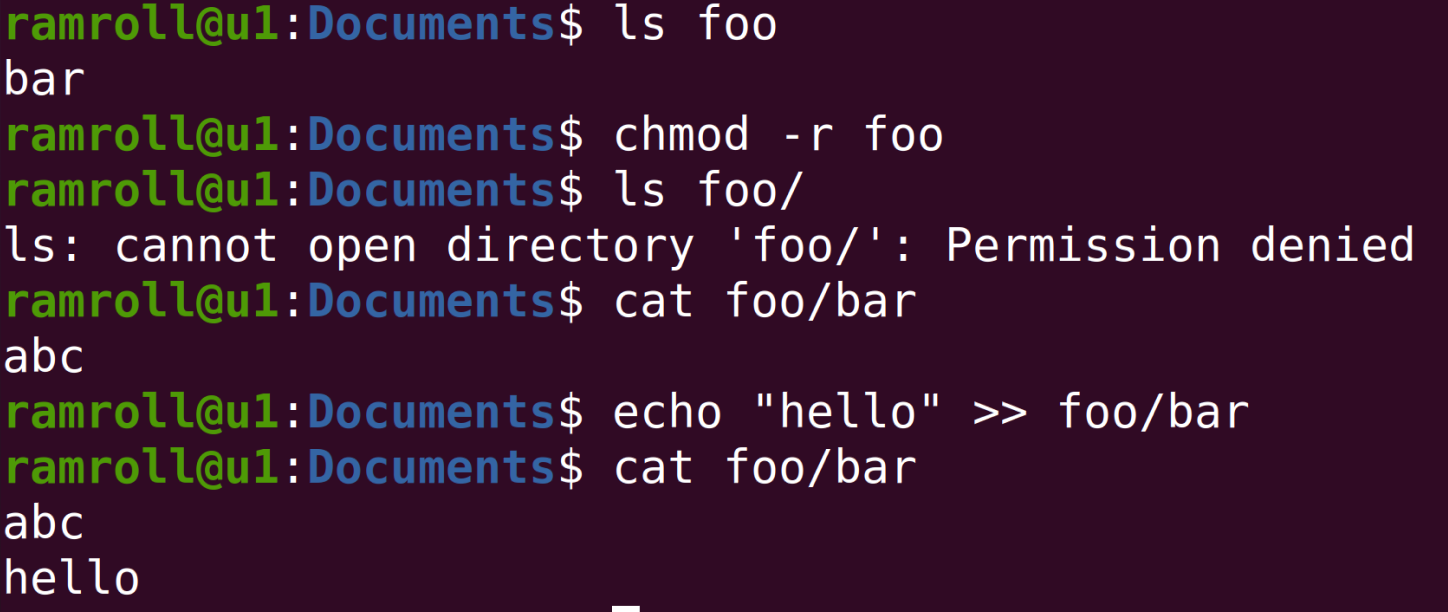 ramroll@u1:Documents$ ls foo
bar
ramroll@u1:Documents$ chmod -r foo
ramroll@u1:Documents$ ls foo/
ls: cannot open directory 'foo/': Permission denied
ramroll@u1:Documents$ cat foo/bar
abc
ramroll@u1:Documents$ echo "hello" >> foo/bar
ramroll@u1:Documents$ cat foo/bar
abc
hello